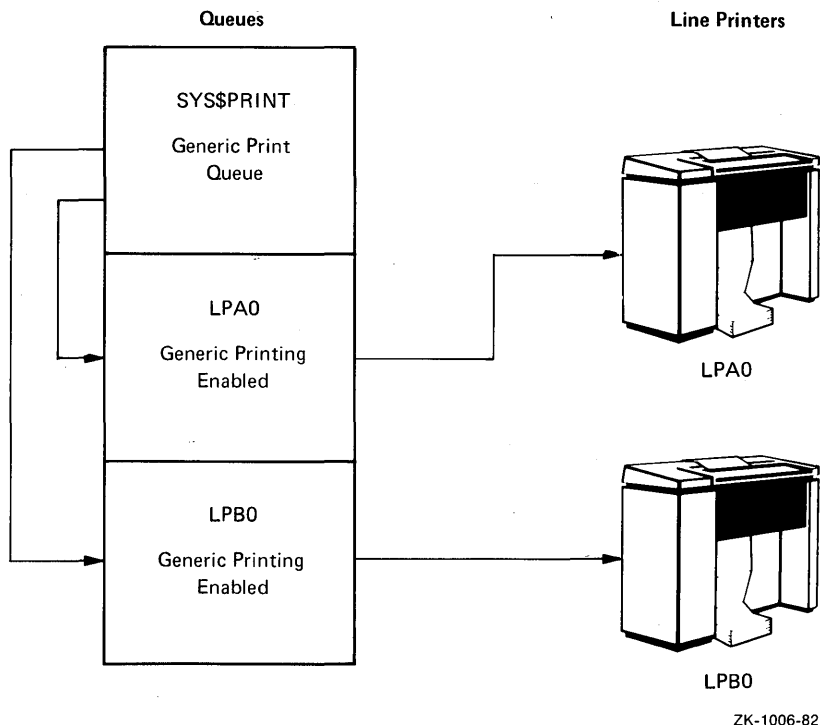 Queues
Line Printers
SYS$PRINT
Generic Print
Queue
LPA0
Generic Printing
Enabled
LPA0
LPB0
Generic Printing
Enabled
LPB0
ZK-1006-82